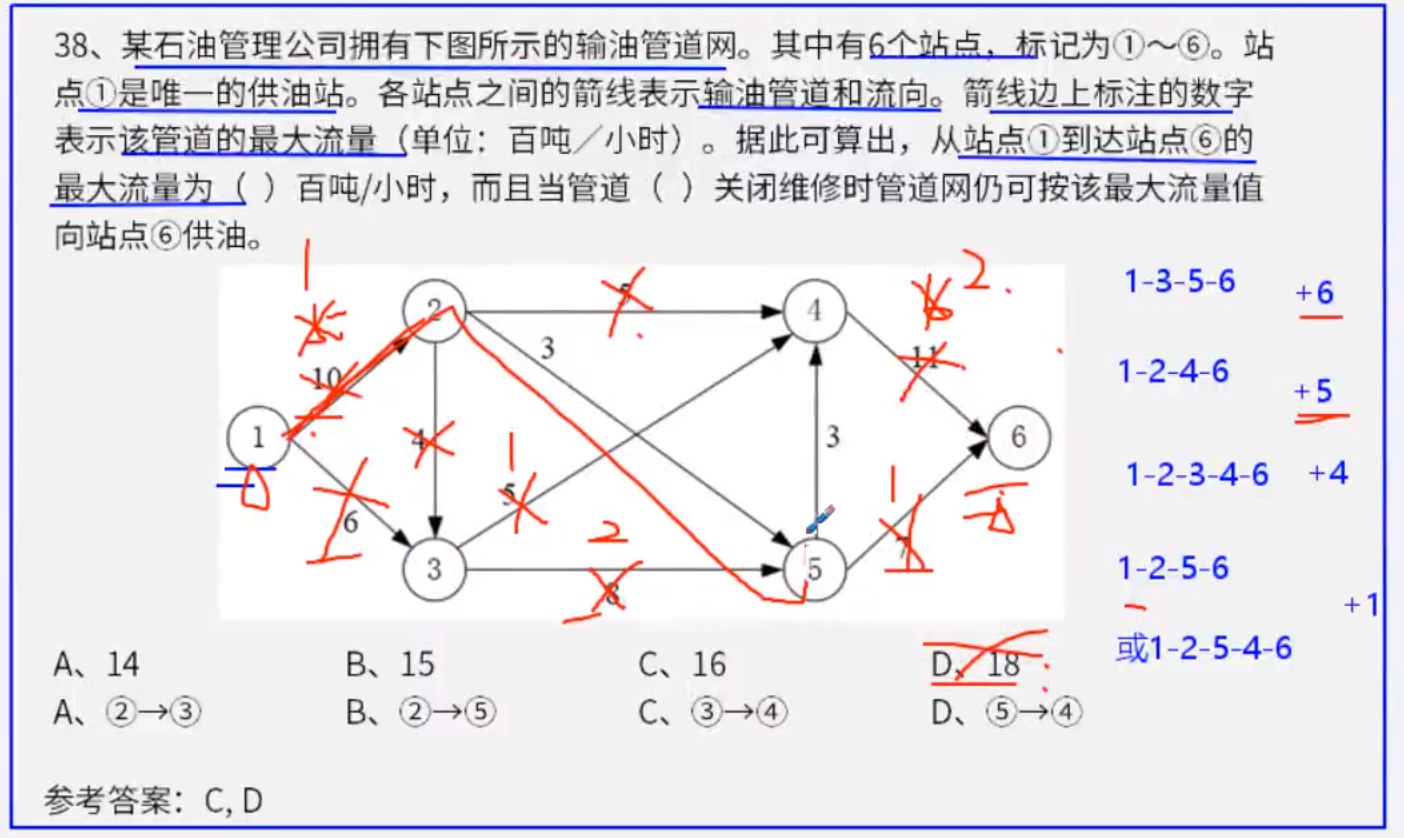 38、某石油管理公司拥有下图所示的输油管道网。其中有6个站点，标记为①～⑥。站
点①是唯一的供油站。各站点之间的箭线表示输油管道和流向。箭线边上标注的数字
表示该管道的最大流量（单位：百吨／小时）。据此可算出，从站点①到达站点⑥的
最大流量为（ ）百吨/小时，而且当管道（ ）关闭维修时管道网仍可按该最大流量值
向站点⑥供油。
1
2.
1-3-5-6 +6
2
5
4
3
10
11
1-2-4-6 +5
1
4
1
3
6
1-2-3-4-6 +4
6
5
1
7
2
3
5
1-2-5-6
8
+1
或1-2-5-4-6
A、14 B、15 C、16 D、18
A、②→③ B、②→⑤ C、③→④ D、⑤→④
参考答案：C, D